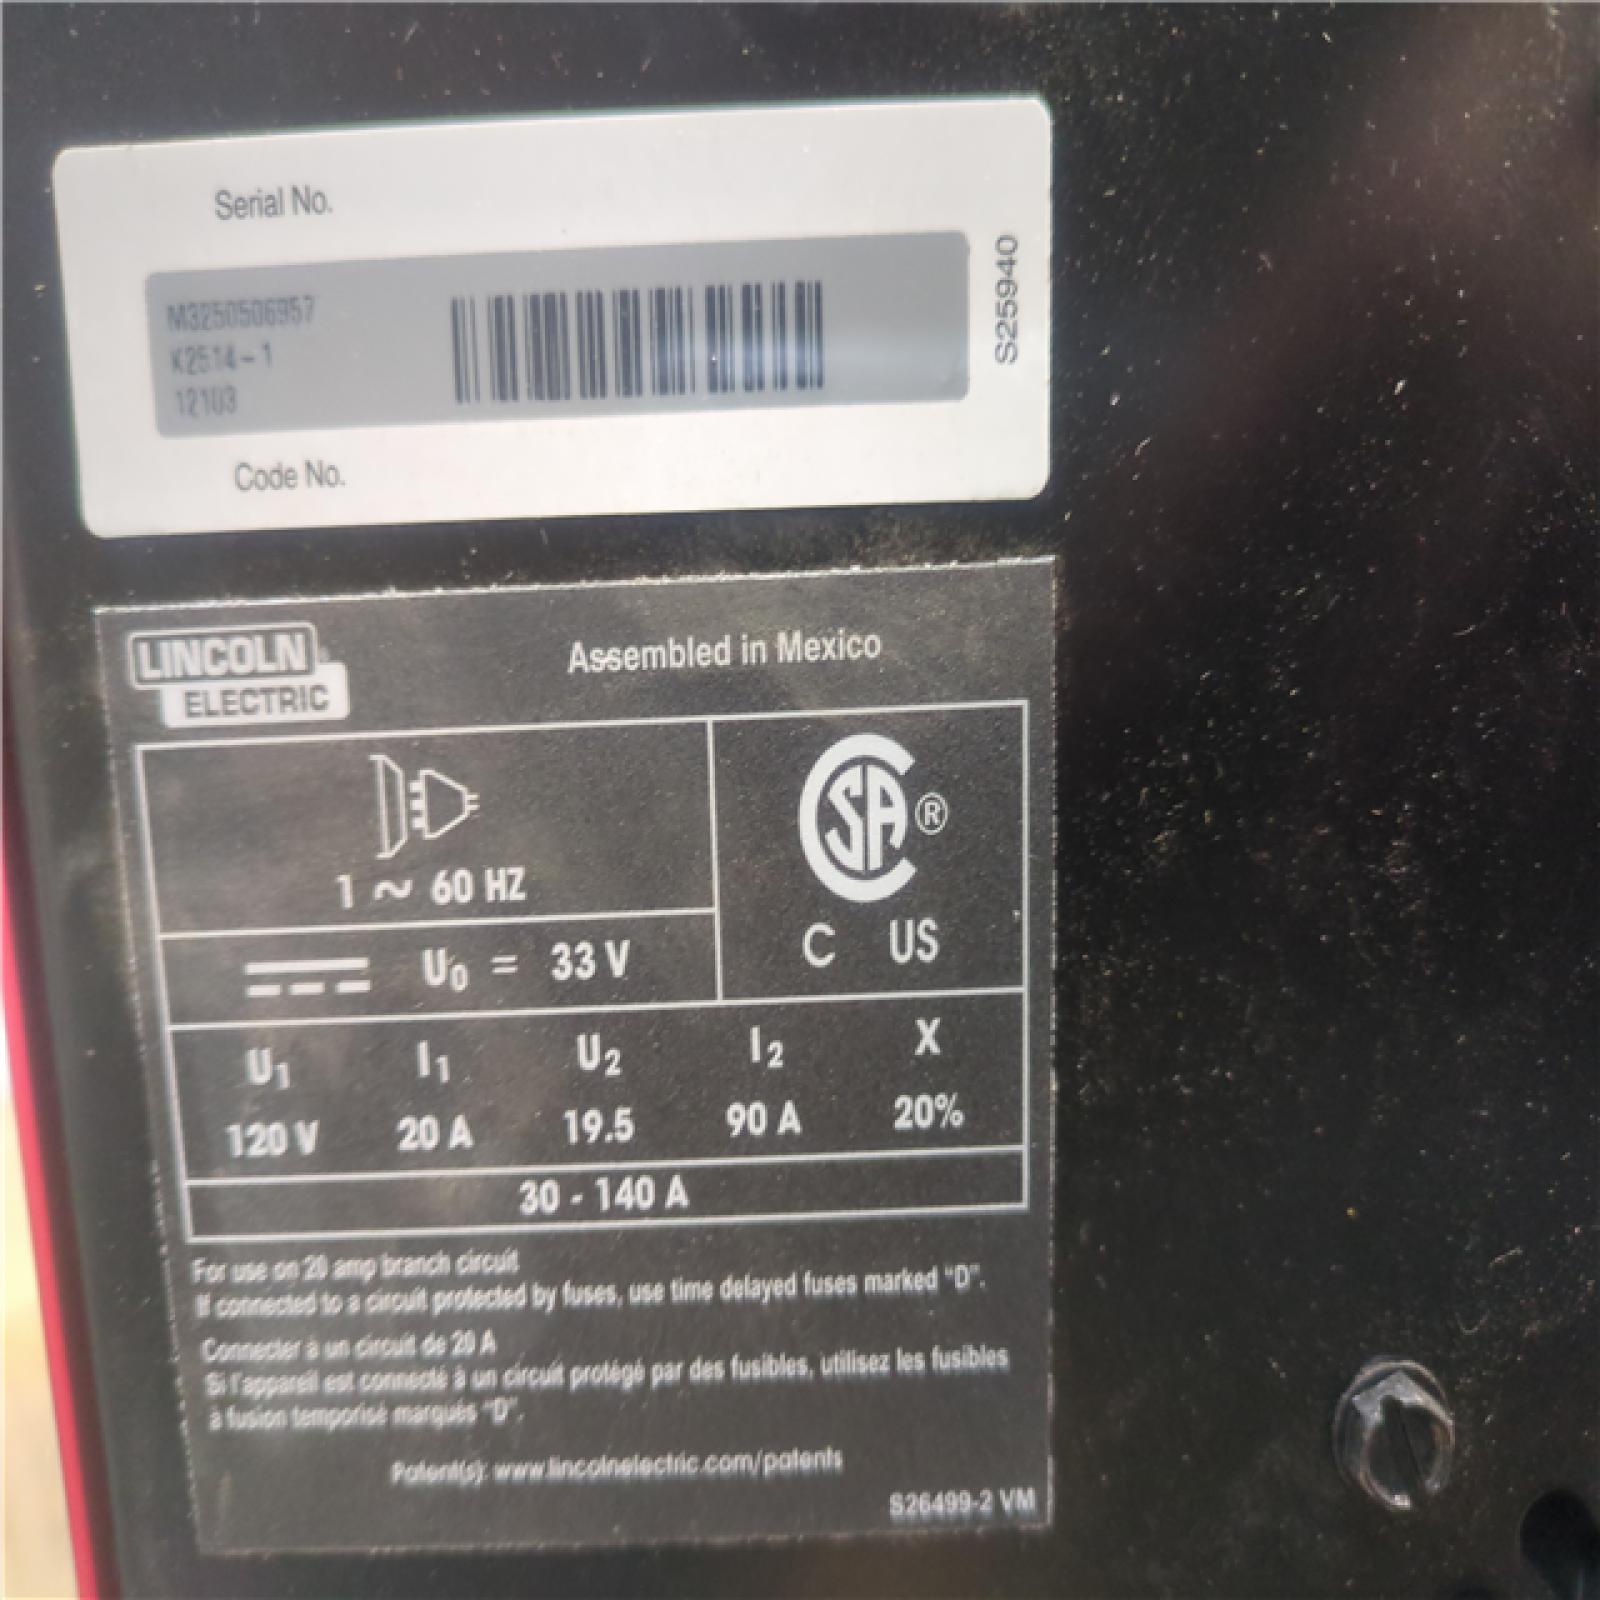 Serial No.
M3250506957
K2514-1
12103
Code No.
S25940
LINCOLN
ELECTRIC
Assembled in Mexico
1 ~ 60 HZ
CSA®
C US
U0 = 33 V
U1 I1 U2 I2 X
120 V 20 A 19.5 90 A 20%
30 - 140 A
For use on 20 amp branch circuit
If connected to a circuit protected by fuses, use time delayed fuses marked "D".
Connecter à un circuit de 20 A
Si l'appareil est connecté à un circuit protégé par des fusibles, utilisez les fusibles
à fusion temporisé marqués "D".
Patent(s): www.lincolnelectric.com/patents
S26499-2 VM